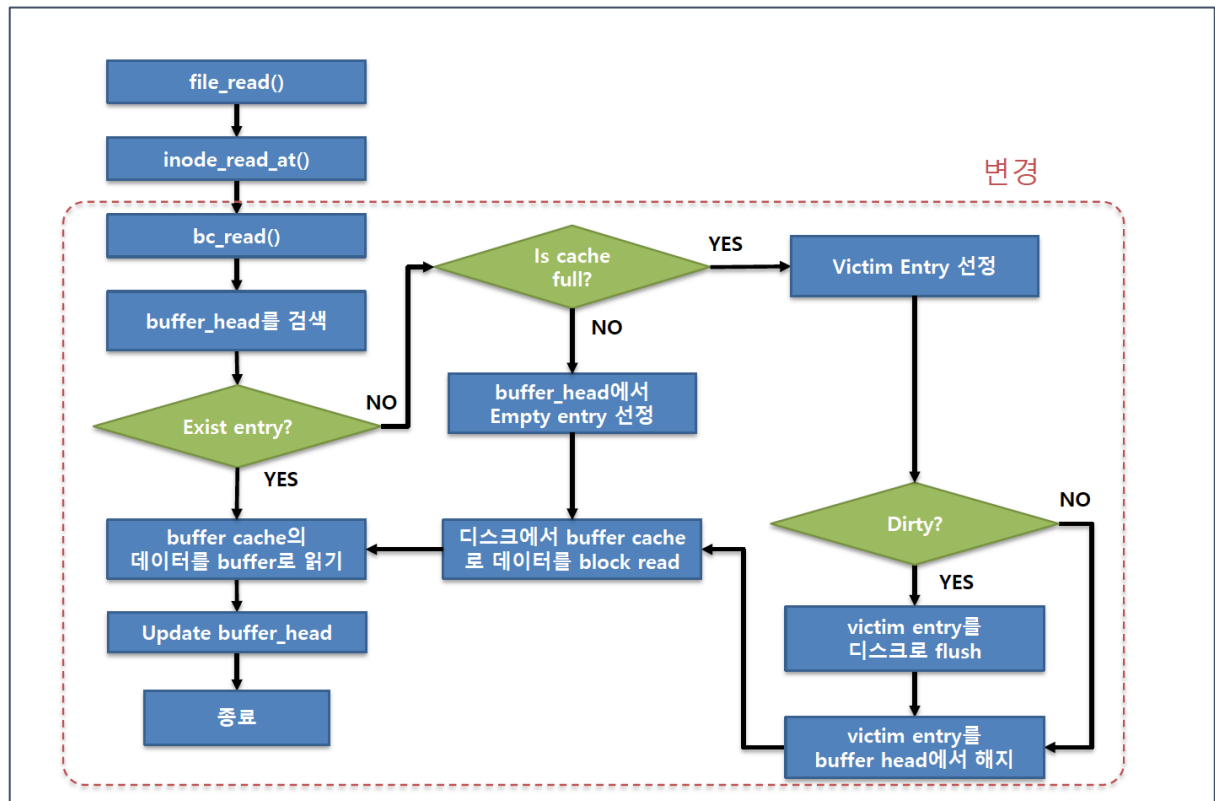 변경
file_read()
inode_read_at()
bc_read()
buffer_head를 검색
Exist entry?
NO
YES
buffer cache의
데이터를 buffer로 읽기
Update buffer_head
종료
Is cache
full?
YES
NO
buffer_head에서
Empty entry 선정
디스크에서 buffer cache
로 데이터를 block read
Victim Entry 선정
Dirty?
NO
YES
victim entry를
디스크로 flush
victim entry를
buffer head에서 해지